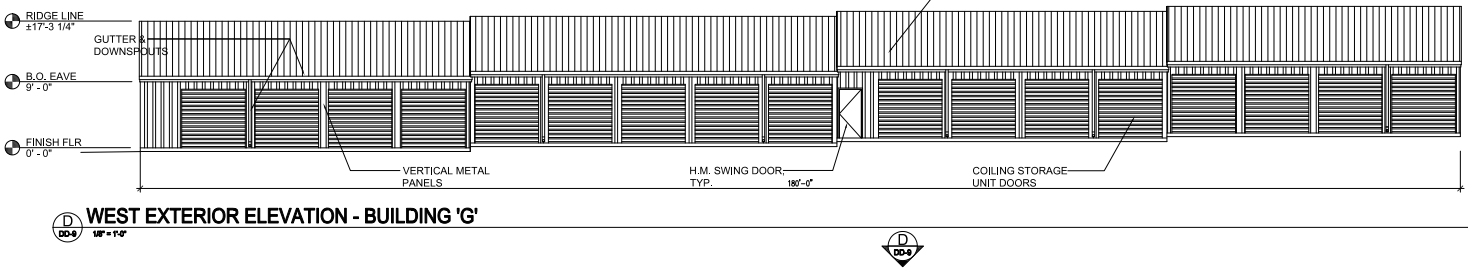 RIDGE LINE
±17'-3 1/4"
GUTTER &
DOWNSPOUTS
B.O. EAVE
9' - 0"
FINISH FLR
0' - 0"
VERTICAL METAL
PANELS
H.M. SWING DOOR,
TYP.
180'-0"
COILING STORAGE
UNIT DOORS
D
DD-9
WEST EXTERIOR ELEVATION - BUILDING 'G'
1/8" = 1'-0"
D
DD-9